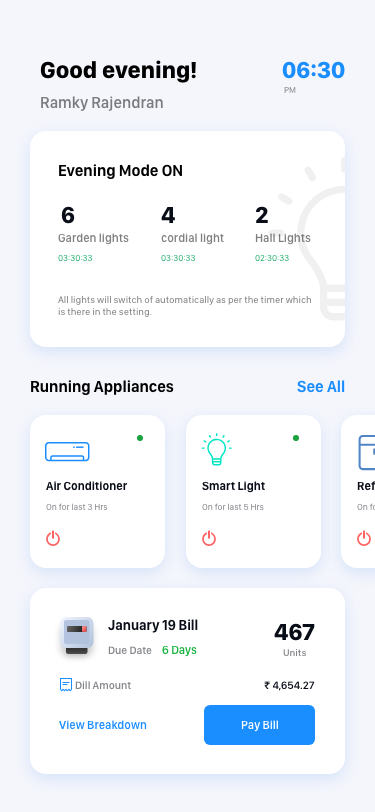 Good evening!
06:30
PM
Ramky Rajendran
Evening Mode ON
6 4 2
Garden lights cordial light Hall Lights
03:30:33 03:30:33 02:30:33
All lights will switch of automatically as per the timer which
is there in the setting.
Running Appliances See All
Air Conditioner Smart Light Ref
On for last 3 Hrs On for last 5 Hrs On fo
January 19 Bill
467
Due Date 6 Days
Units
Dill Amount ₹ 4,654.27
View Breakdown Pay Bill